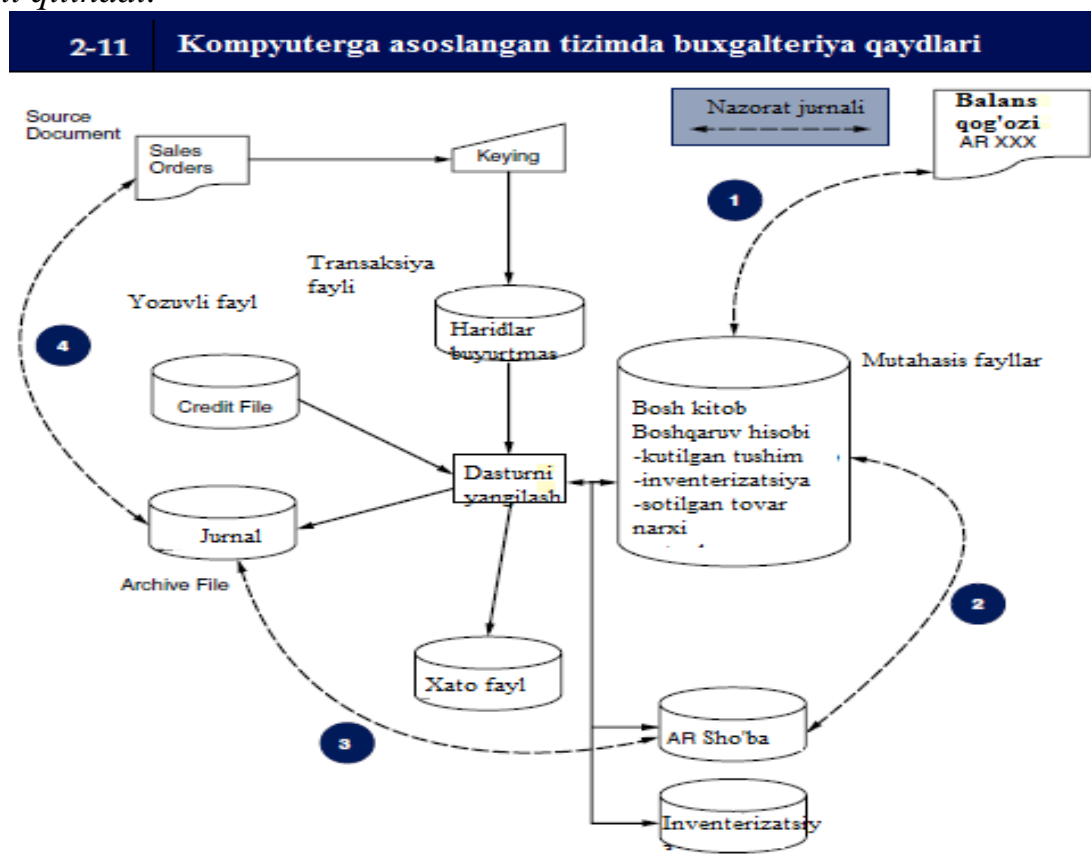 2-11 Kompyuterga asoslangan tizimda buxgalteriya qaydlari
Source
Document
Sales
Orders
Keying
Nazorat jurnali
Balans
qog'ozi
AR XXX
1
Transaksiya
fayli
Yozuvli fayl
Haridlar
buyurtmas
4
Mutahasis fayllar
Credit File
Bosh kitob
Boshqaruv hisobi
-kutilgan tushim
-inventerizatsiya
-sotilgan tovar
narxi
Dasturni
yangilash
Jurnal
Archive File
2
Xato fayl
3
AR Sho'ba
Inventerizatsiy